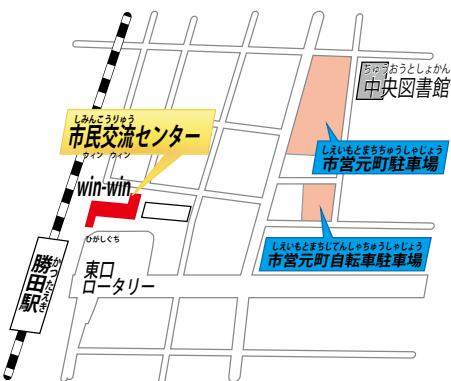 ちゅうおうとしょかん
中央図書館
しみんこうりゅう
市民交流センター
ウィン ウィン
win-win
しえいもとまちちゅうしゃじょう
市営元町駐車場
ひがしぐち
東口
ロータリー
しえいもとまちじてんしゃちゅうしゃじょう
市営元町自転車駐車場
かつたえき
勝田駅